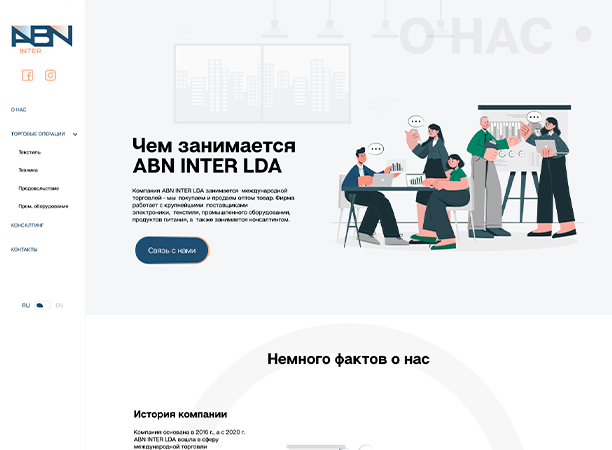 ABN
INTER
О НАС
ТОРГОВЫЕ ОПЕРАЦИИ
Текстиль
Техника
Продовольствие
Пром. оборудование
КОНСАЛТИНГ
КОНТАКТЫ
RU
EN
О НАС
Чем занимается
ABN INTER LDA
Компания ABN INTER LDA занимается международной
торговлей - мы покупаем и продаем оптом товар. Фирма
работает с крупнейшими поставщиками
электроники, текстиля, промышленного оборудования,
продуктов питания, а также занимается консалтингом.
Связь с нами
Немного фактов о нас
История компании
Компания основана в 2016 г., а с 2020 г.
ABN INTER LDA вошла в сферу
международной торговли